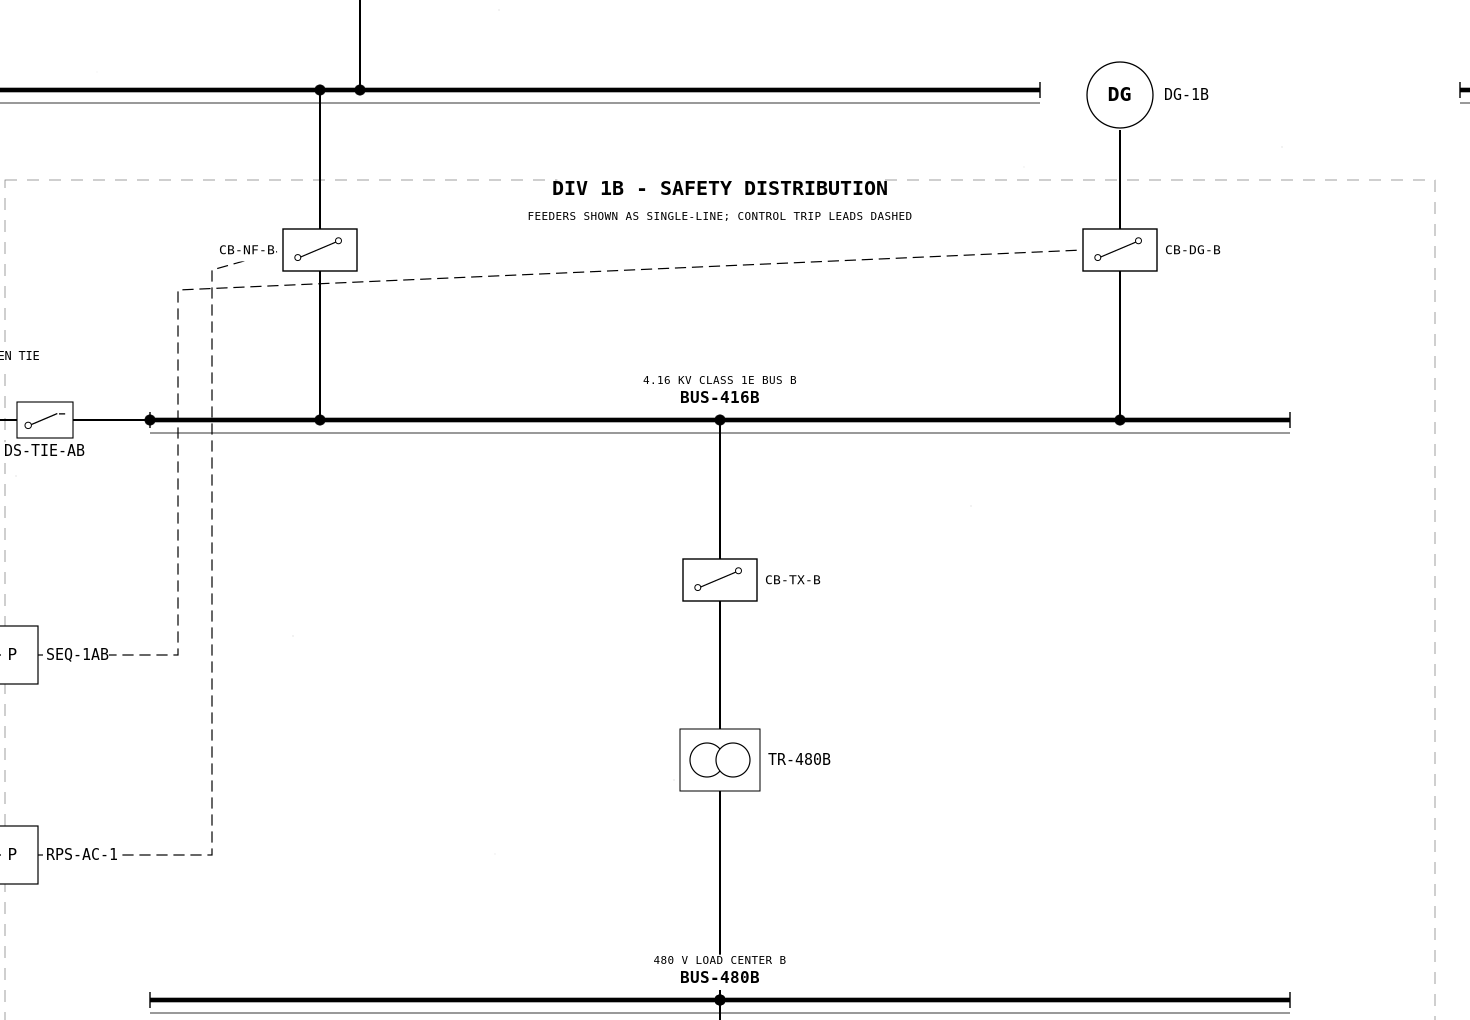 DG
DG-1B
DIV 1B - SAFETY DISTRIBUTION
FEEDERS SHOWN AS SINGLE-LINE; CONTROL TRIP LEADS DASHED
CB-NF-B
CB-DG-B
EN TIE
4.16 KV CLASS 1E BUS B
BUS-416B
DS-TIE-AB
CB-TX-B
P
SEQ-1AB
TR-480B
P
RPS-AC-1
480 V LOAD CENTER B
BUS-480B